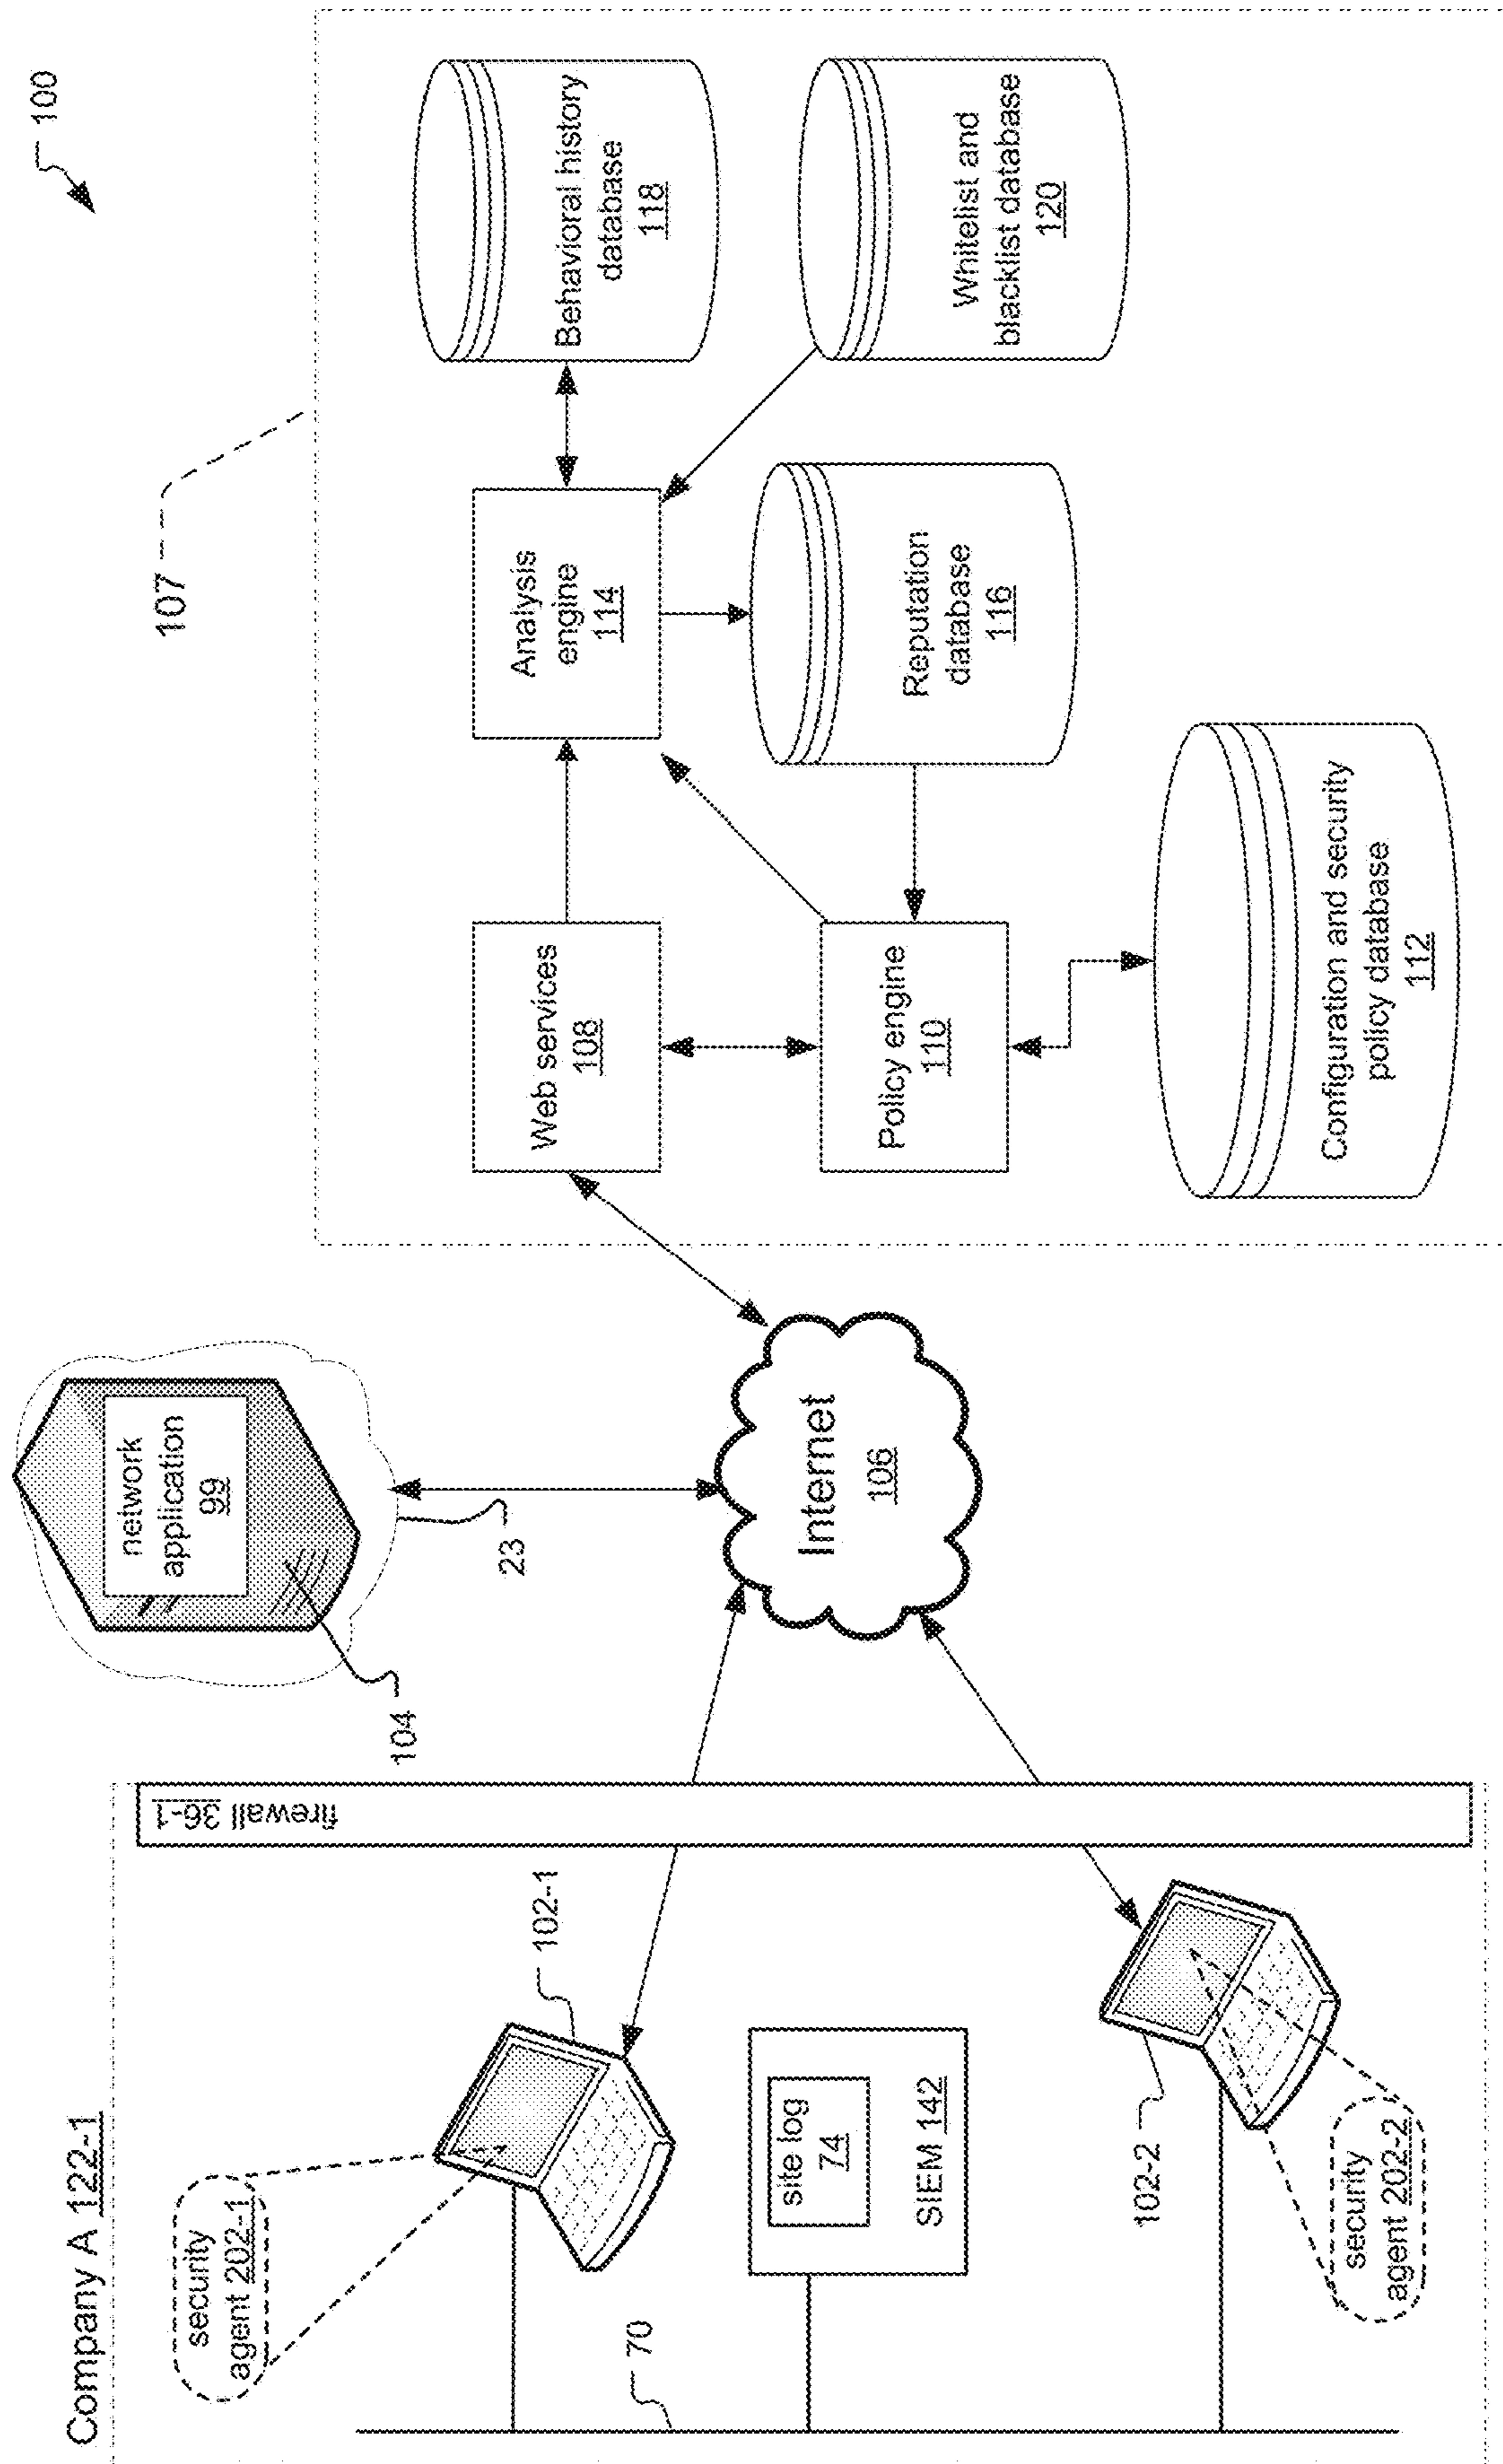 100
107
Company A 122-1
security
agent 202-1
102-1
70
site log
74
SIEM 142
102-2
security
agent 202-2
firewall 36-1
network
application
99
104
23
Internet
106
Web services
108
Policy engine
110
Configuration and security
policy database
112
Analysis
engine
114
Reputation
database
116
Behavioral history
database
118
Whitelist and
blacklist database
120